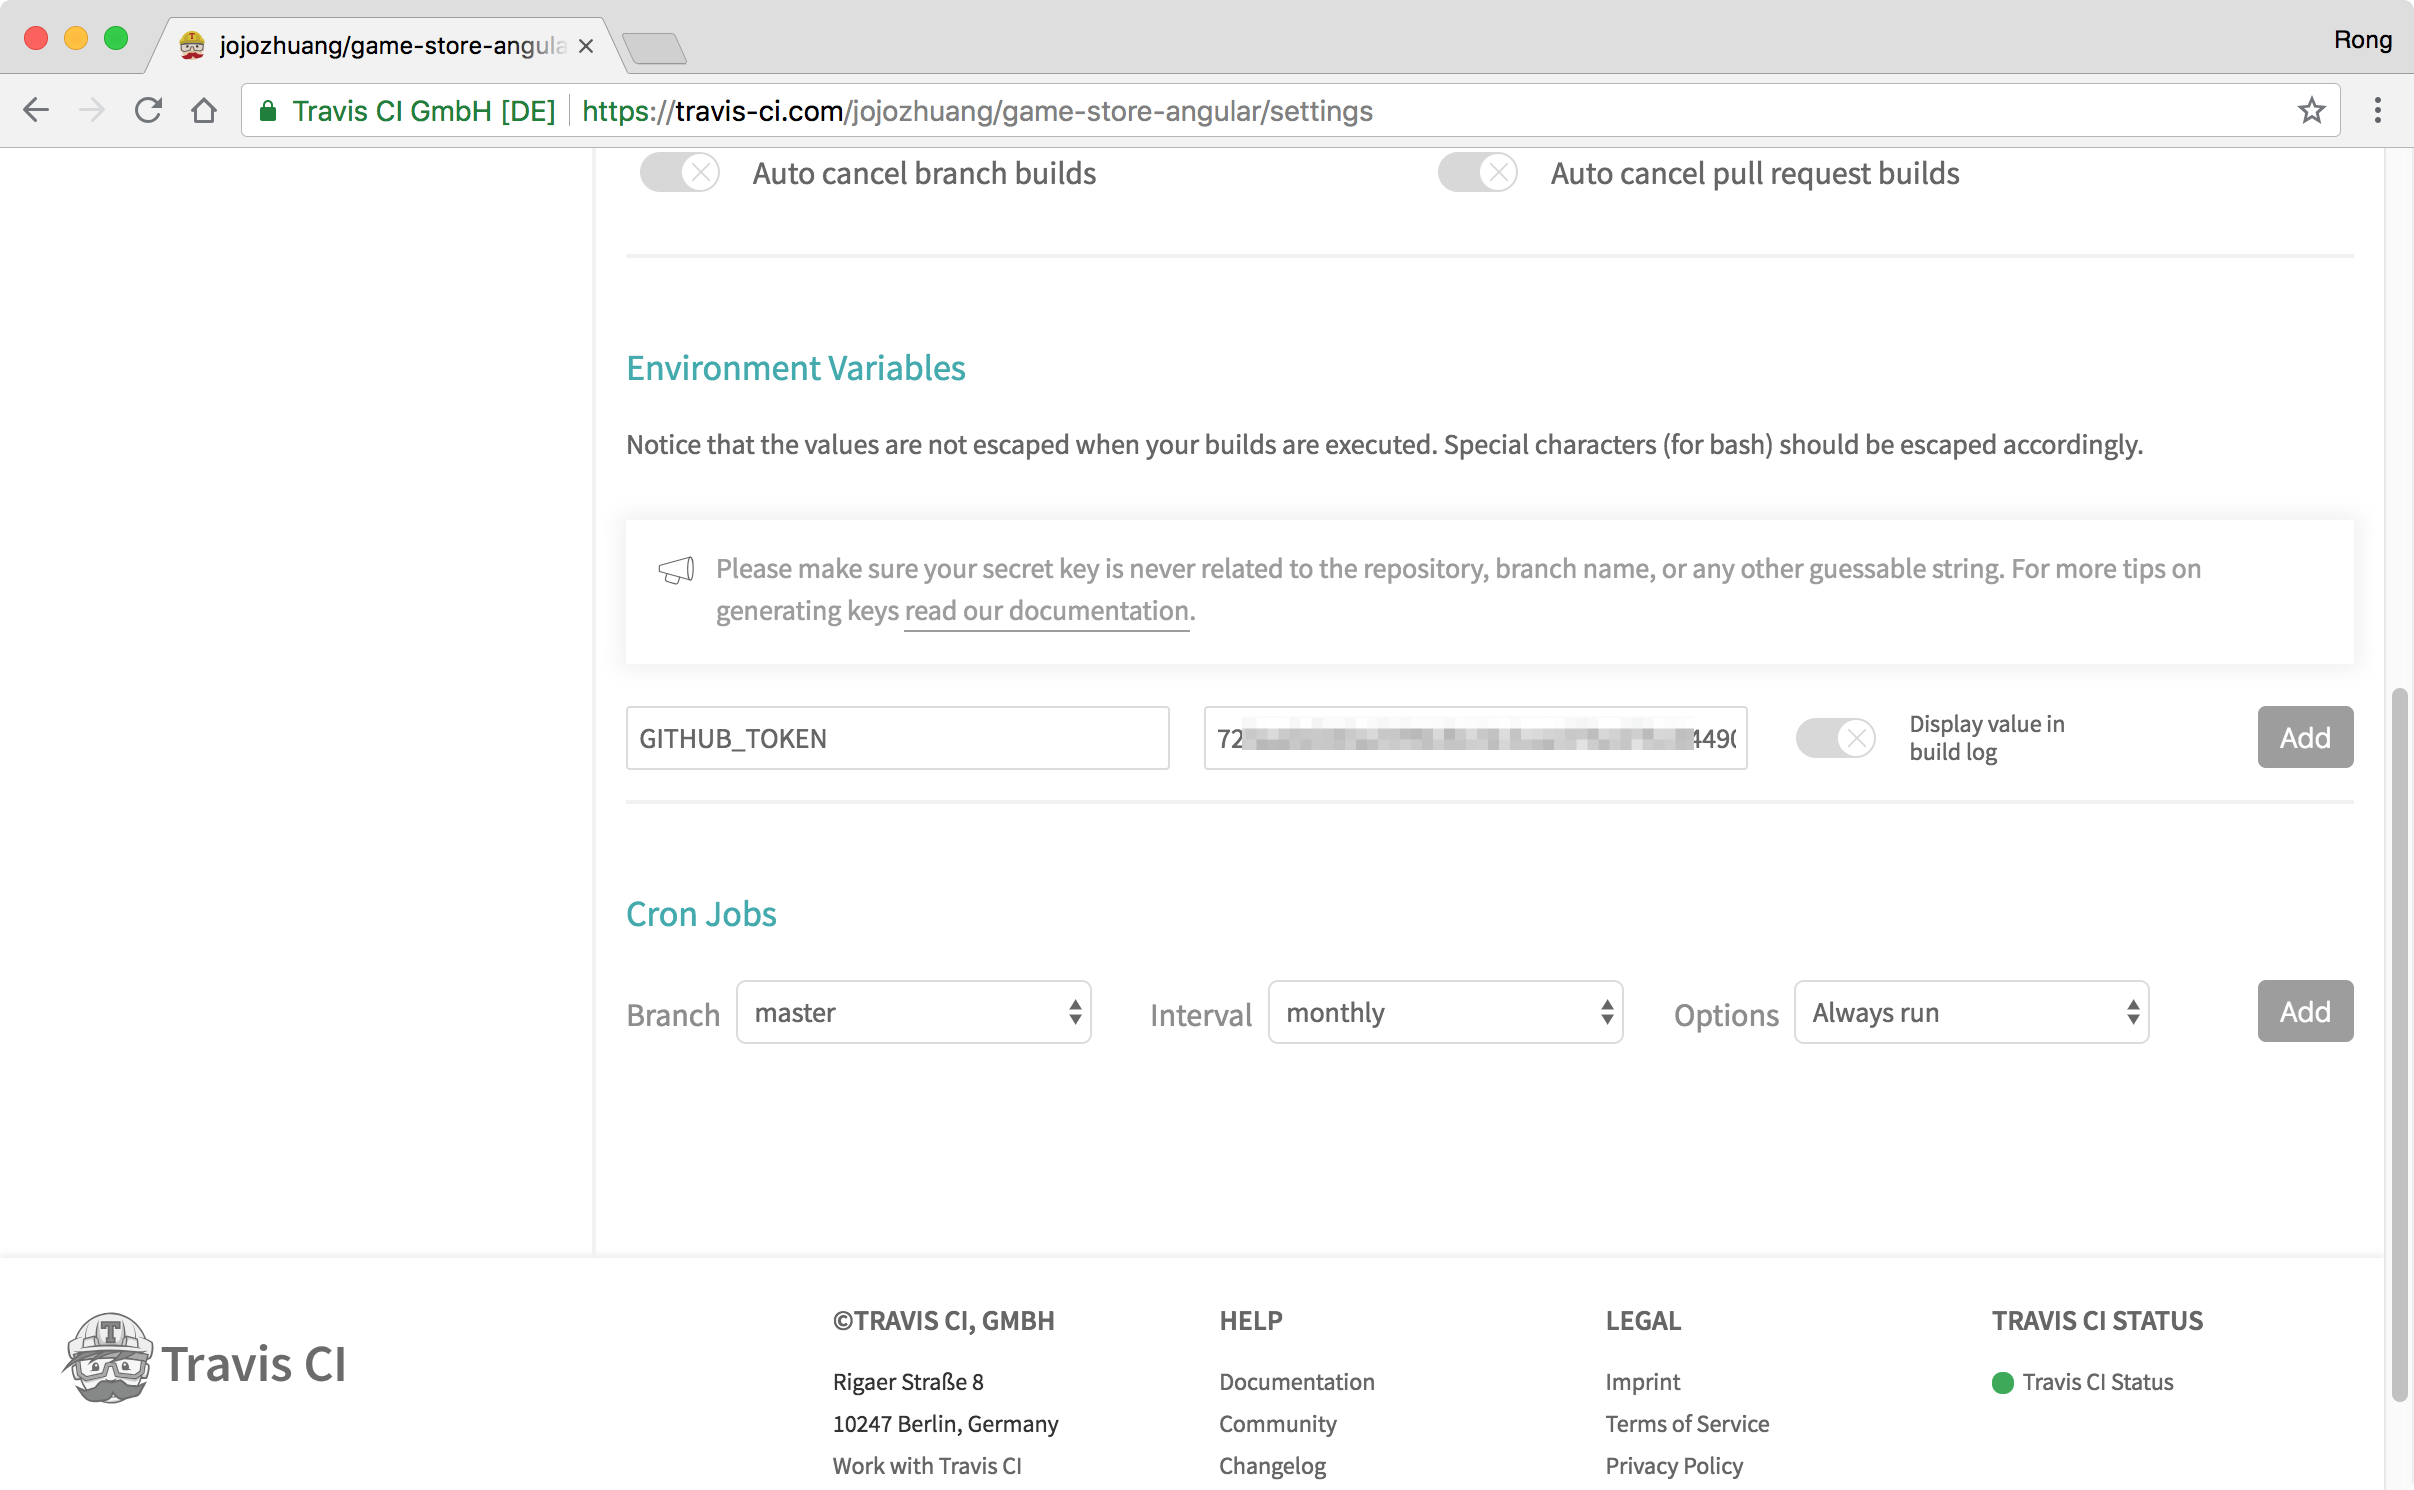 jojozhuang/game-store-angula
Rong
Travis CI GmbH [DE] https://travis-ci.com/jojozhuang/game-store-angular/settings
Auto cancel branch builds Auto cancel pull request builds
Environment Variables
Notice that the values are not escaped when your builds are executed. Special characters (for bash) should be escaped accordingly.
Please make sure your secret key is never related to the repository, branch name, or any other guessable string. For more tips on
generating keys read our documentation.
GITHUB_TOKEN 72 449 Display value in
build log
Add
Cron Jobs
Branch master Interval monthly Options Always run Add
Travis CI
©TRAVIS CI, GMBH
Rigaer Straße 8
10247 Berlin, Germany
Work with Travis CI
HELP
Documentation
Community
Changelog
LEGAL
Imprint
Terms of Service
Privacy Policy
TRAVIS CI STATUS
Travis CI Status